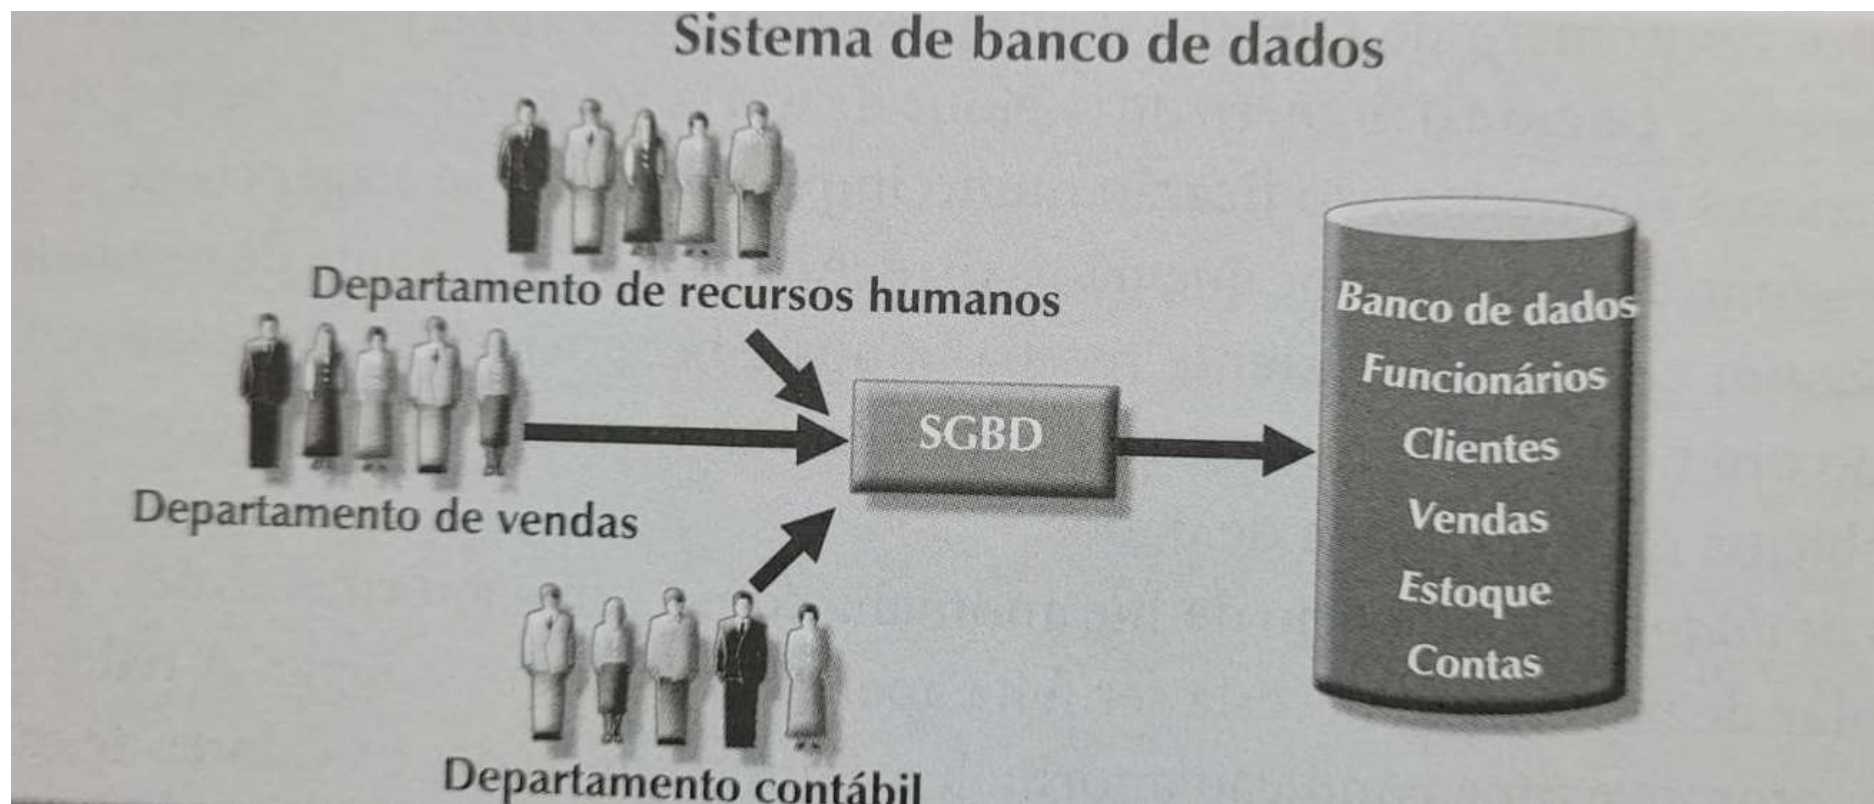 Sistema de banco de dados
Departamento de recursos humanos
Departamento de vendas
Departamento contábil
SGBD
Banco de dados
Funcionários
Clientes
Vendas
Estoque
Contas